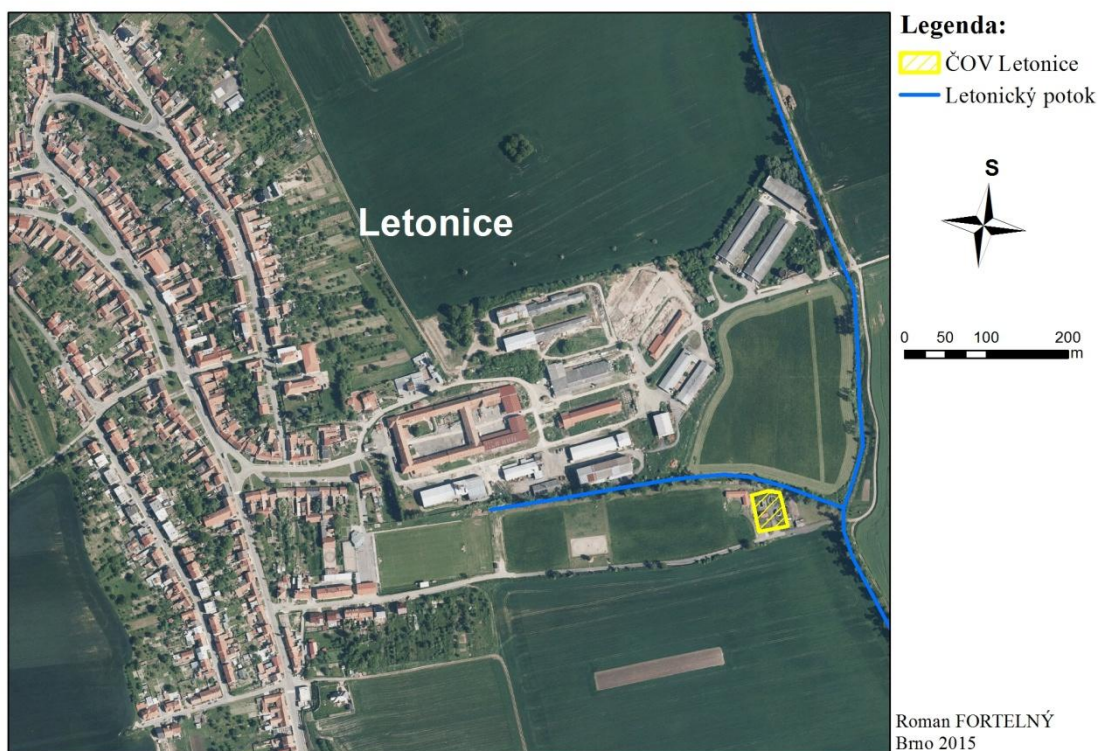 Legenda:
ČOV Letonice
Letonický potok
S
Letonice
0 50 100 200
m
Roman FORTELNÝ
Brno 2015